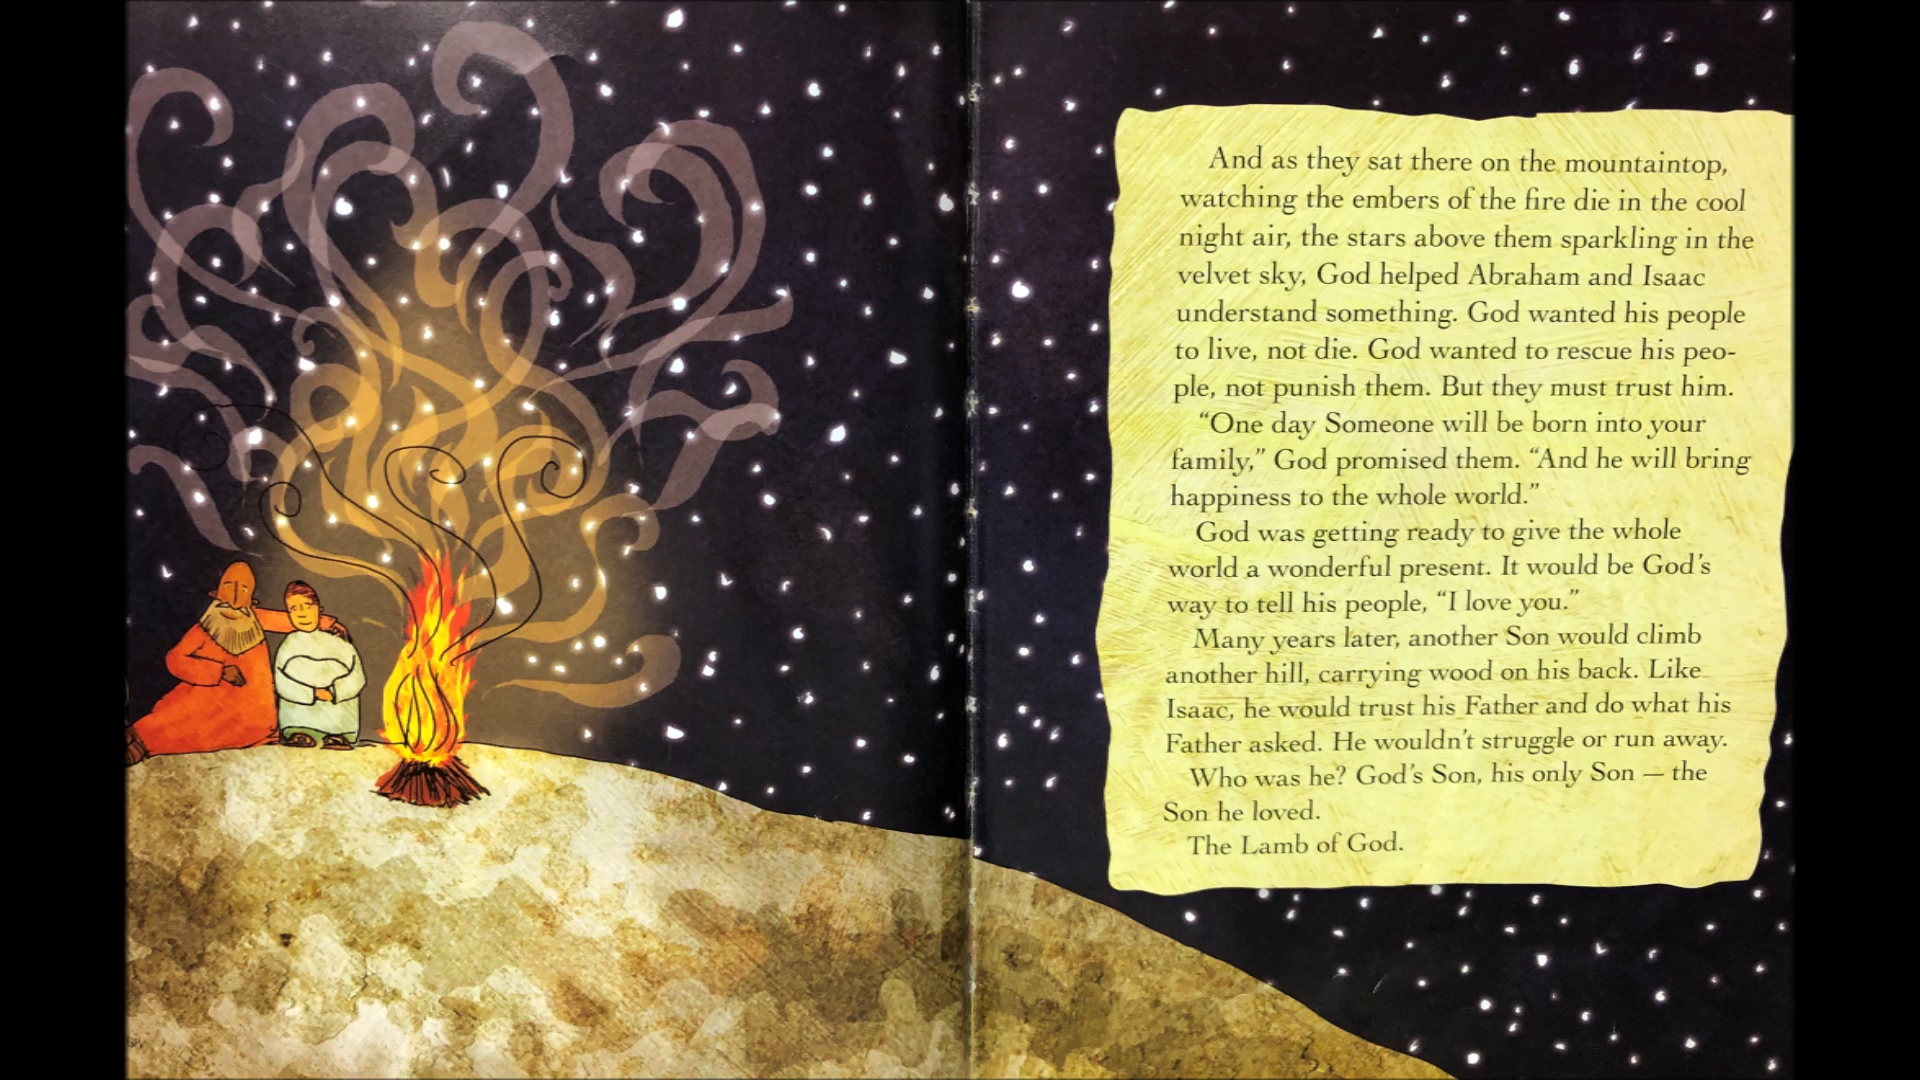 And as they sat there on the mountaintop,
watching the embers of the fire die in the cool
night air, the stars above them sparkling in the
velvet sky, God helped Abraham and Isaac
understand something. God wanted his people
to live, not die. God wanted to rescue his peo-
ple, not punish them. But they must trust him.
“One day Someone will be born into your
family,” God promised them. “And he will bring
happiness to the whole world.”
God was getting ready to give the whole
world a wonderful present. It would be God’s
way to tell his people, “I love you.”
Many years later, another Son would climb
another hill, carrying wood on his back. Like
Isaac, he would trust his Father and do what his
Father asked. He wouldn’t struggle or run away.
Who was he? God’s Son, his only Son — the
Son he loved.
The Lamb of God.